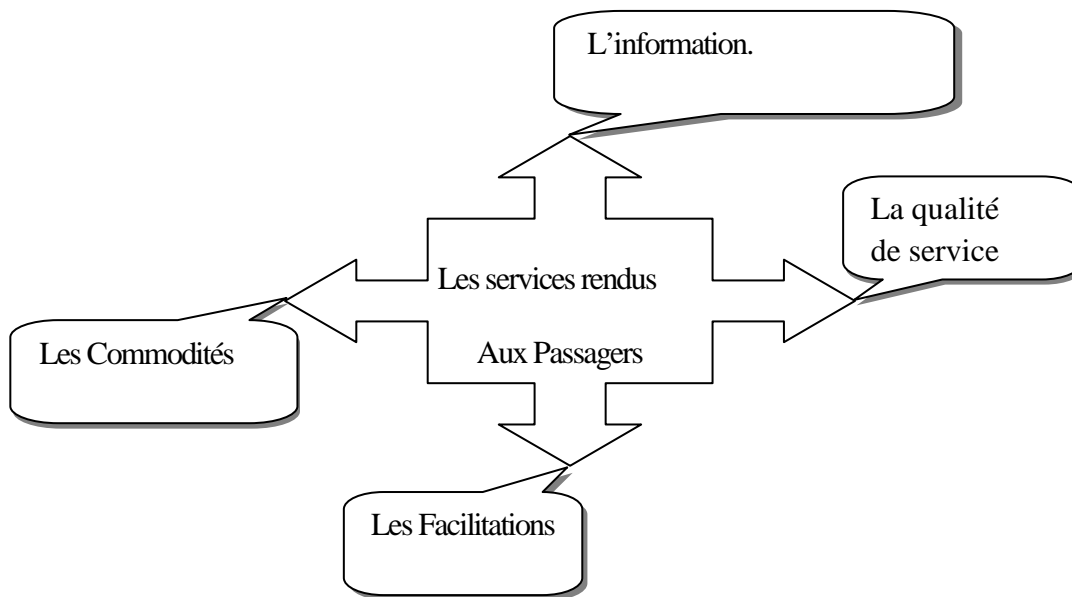 L’information.
La qualité
de service
Les services rendus
Aux Passagers
Les Commodités
Les Facilitations